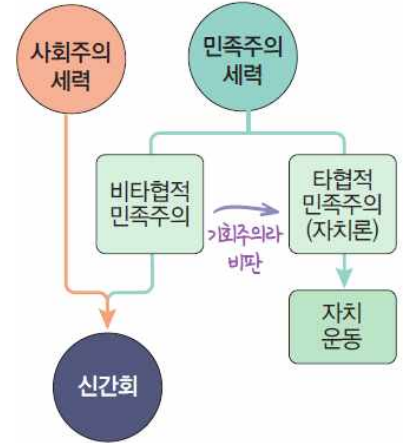 사회주의
세력
민족주의
세력
비타협적
민족주의
기회주의라
비판
타협적
민족주의
(자치론)
자치
운동
신간회